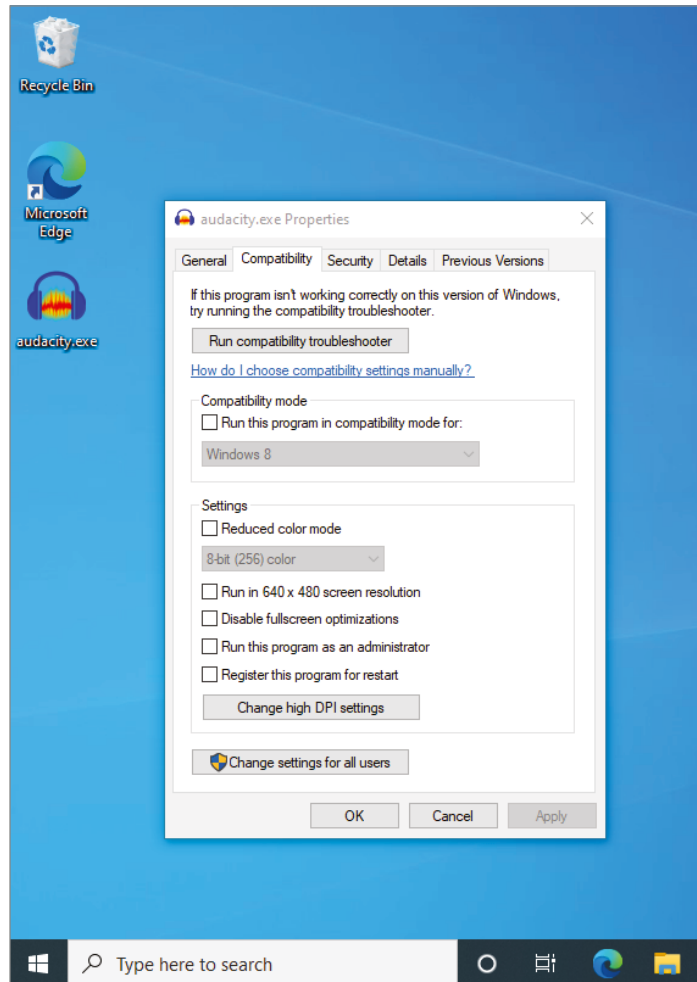 Recycle Bin
Microsoft
Edge
audacity.exe
audacity.exe Properties
General Compatibility Security Details Previous Versions
If this program isn't working correctly on this version of Windows,
try running the compatibility troubleshooter.
Run compatibility troubleshooter
How do I choose compatibility settings manually?
Compatibility mode
Run this program in compatibility mode for:
Windows 8
Settings
Reduced color mode
8-bit (256) color
Run in 640 x 480 screen resolution
Disable fullscreen optimizations
Run this program as an administrator
Register this program for restart
Change high DPI settings
Change settings for all users
OK Cancel Apply
Type here to search